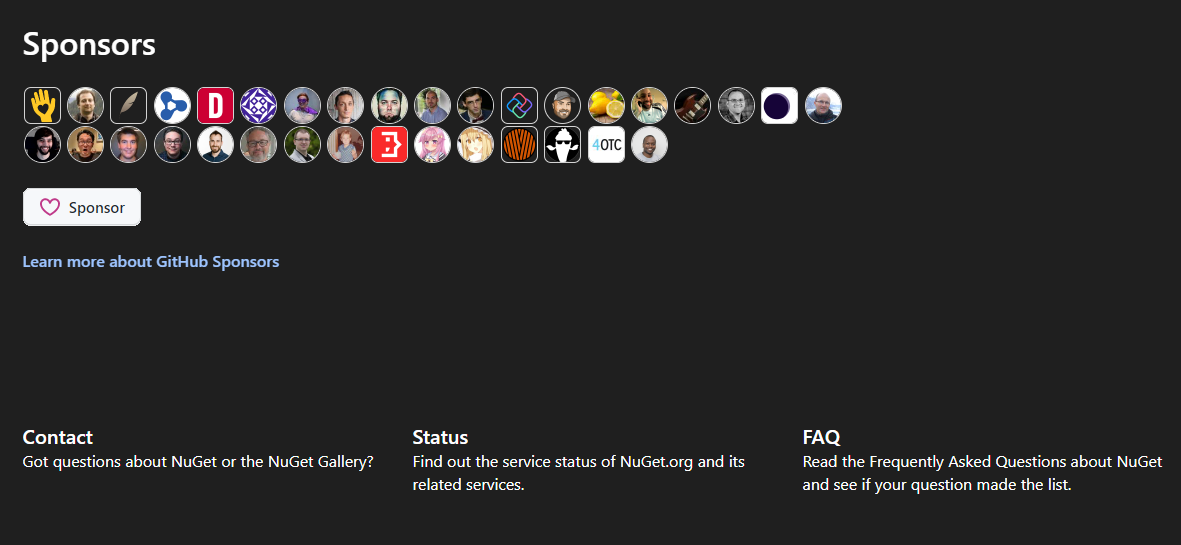 Sponsors
D
4OTC
Sponsor
Learn more about GitHub Sponsors
Contact
Got questions about NuGet or the NuGet Gallery?
Status
Find out the service status of NuGet.org and its
related services.
FAQ
Read the Frequently Asked Questions about NuGet
and see if your question made the list.